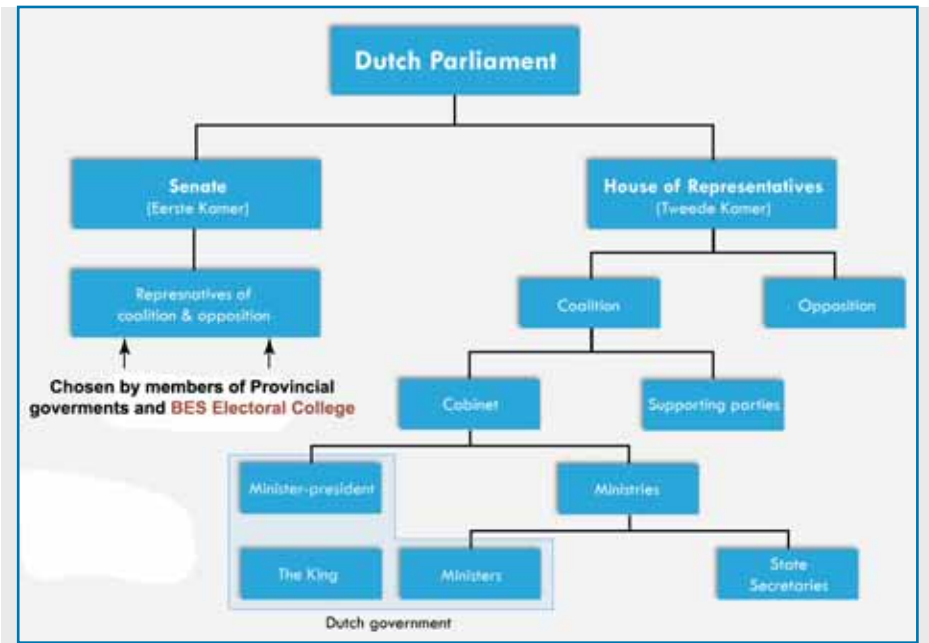 Dutch Parliament
Senate
(Eerste Kamer)
House of Representatives
(Tweede Kamer)
Represnatives of
coalition & opposition
Coalition
Opposition
Chosen by members of Provincial
goverments and BES Electoral College
Cabinet
Supporting parties
Minister-president
Ministries
The King
Ministers
State
Secretaries
Dutch government